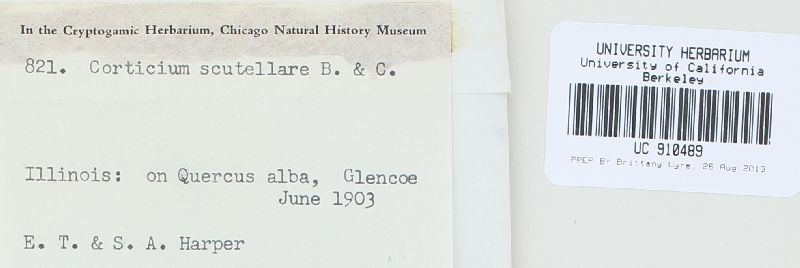 In the Cryptogamic Herbarium, Chicago Natural History Museum
821. Corticium scutellare B. & C.
Illinois: on Quercus alba, Glencoe
June 1903
E. T. & S. A. Harper
UNIVERSITY HERBARIUM
University of California
Berkeley
UC 910489
PREP BY Brittany Lyre, 26 Aug 2013